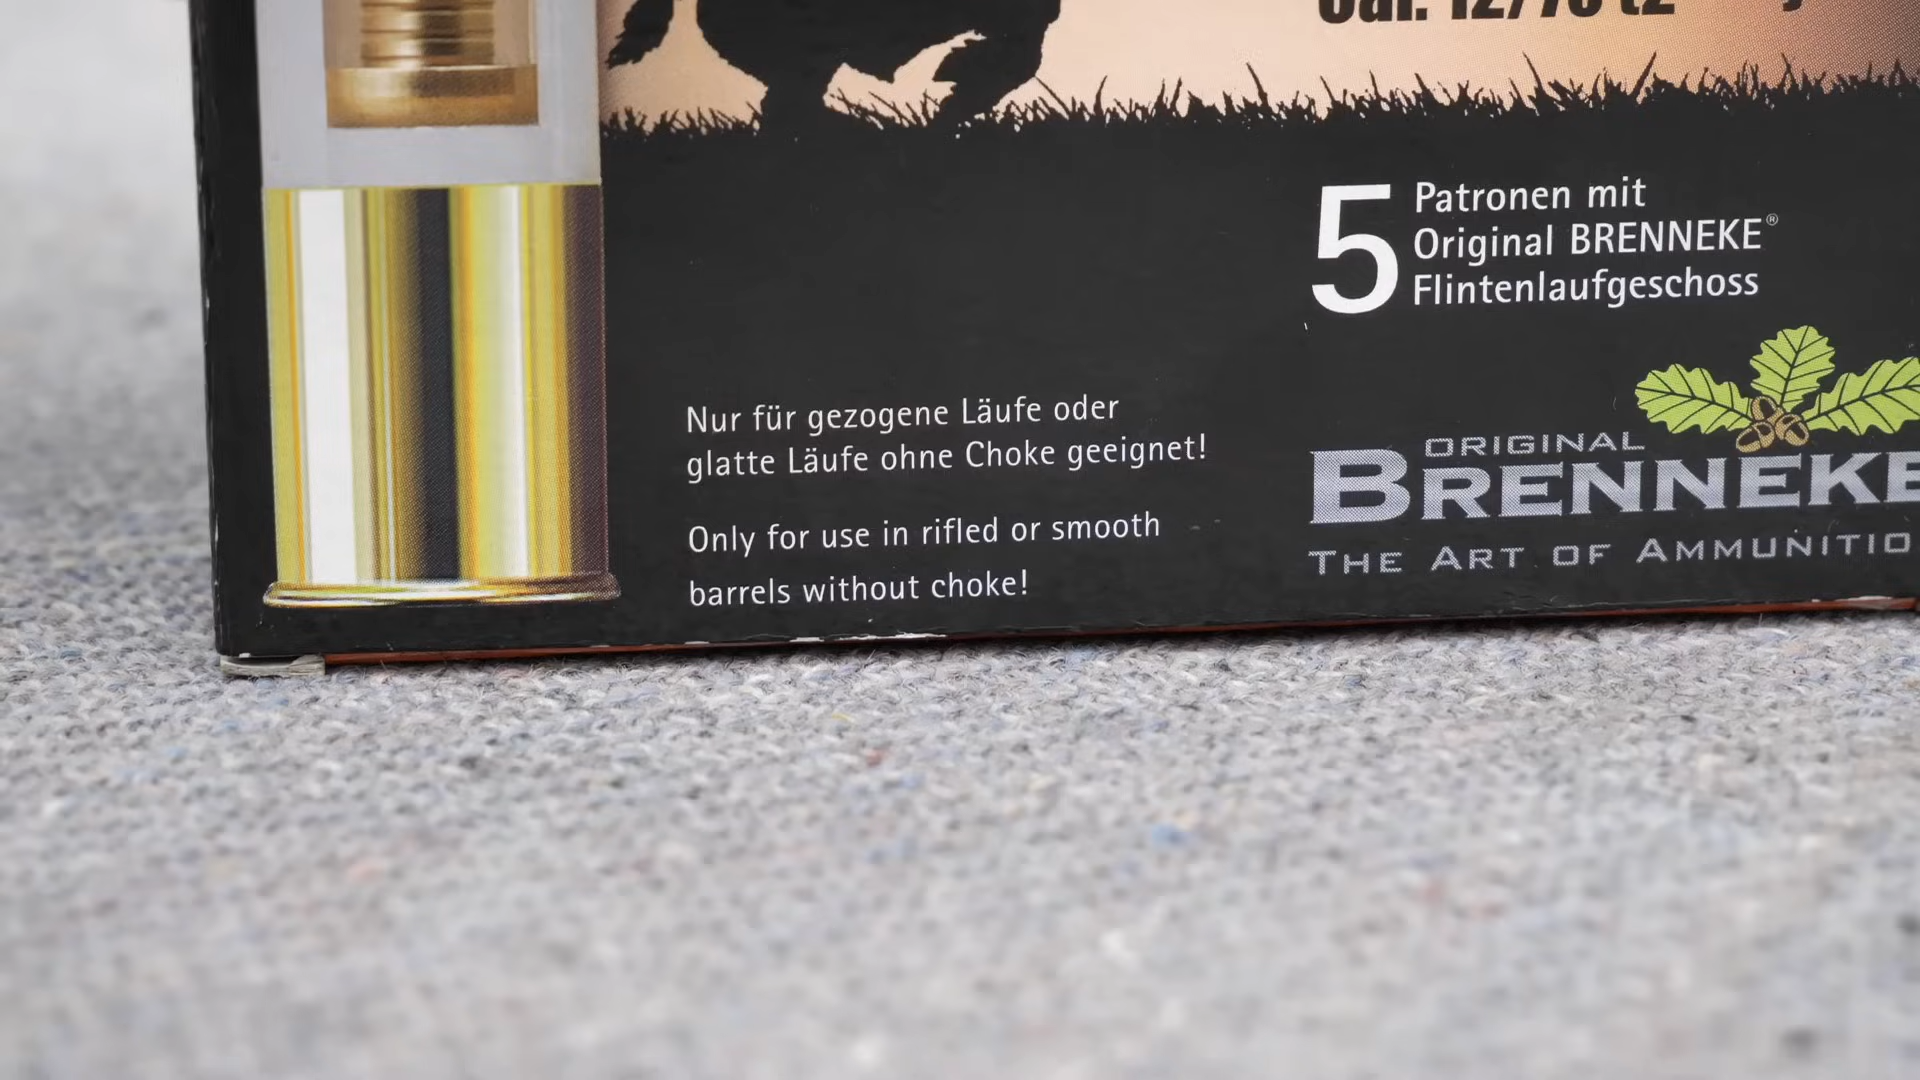 5 Patronen mit
Original BRENNEKE®
Flintenlaufgeschoss
Nur für gezogene Läufe oder
glatte Läufe ohne Choke geeignet!
Only for use in rifled or smooth
barrels without choke!
ORIGINAL
BRENNEKE
THE ART OF AMMUNITIO